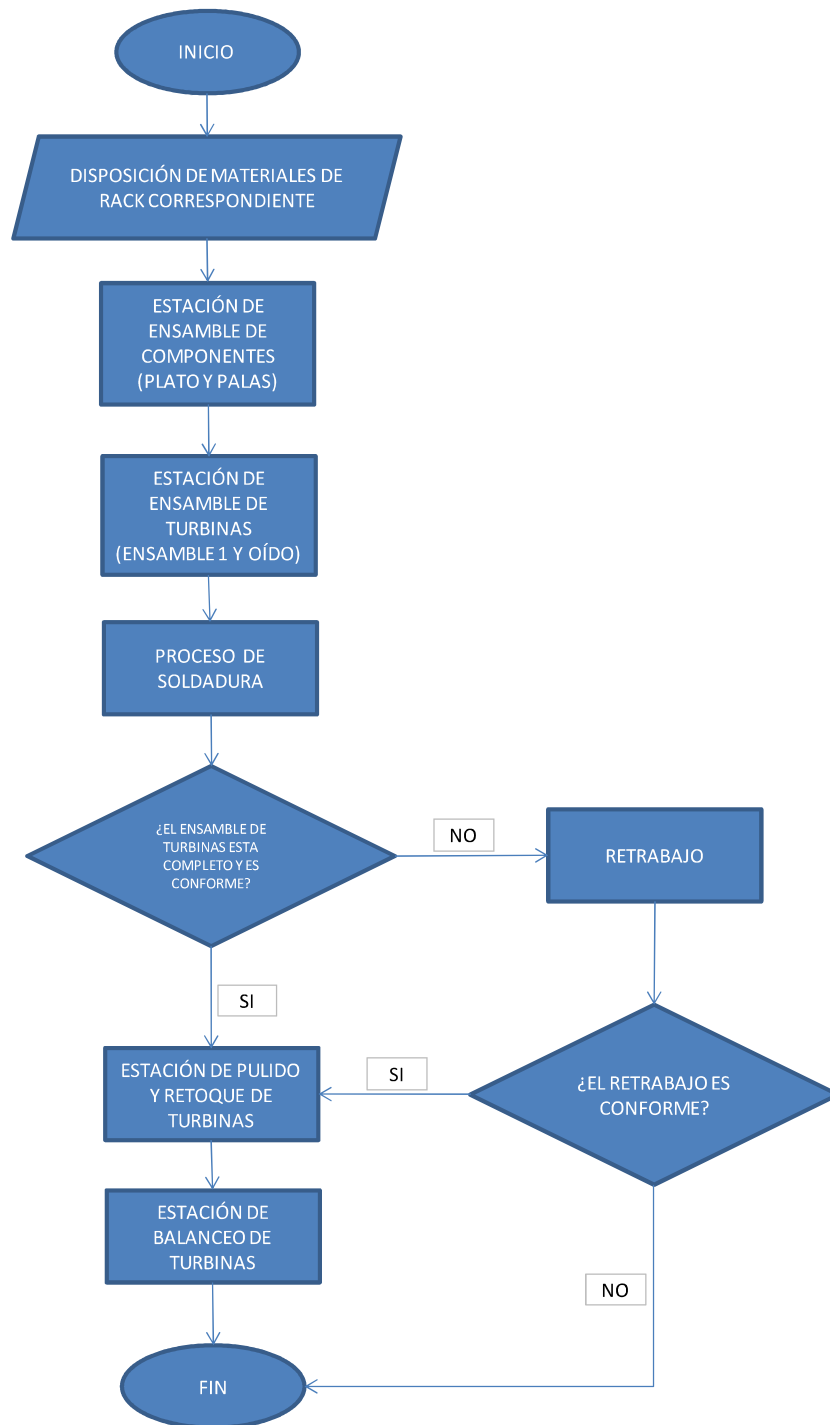 INICIO
DISPOSICIÓN DE MATERIALES DE
RACK CORRESPONDIENTE
ESTACIÓN DE
ENSAMBLE DE
COMPONENTES
(PLATO Y PALAS)
ESTACIÓN DE
ENSAMBLE DE
TURBINAS
(ENSAMBLE 1 Y OÍDO)
PROCESO DE
SOLDADURA
¿EL ENSAMBLE DE
TURBINAS ESTA
COMPLETO Y ES
CONFORME?
NO
RETRABAJO
SI
ESTACIÓN DE PULIDO
Y RETOQUE DE
TURBINAS
SI
¿EL RETRABAJO ES
CONFORME?
ESTACIÓN DE
BALANCEO DE
TURBINAS
NO
FIN